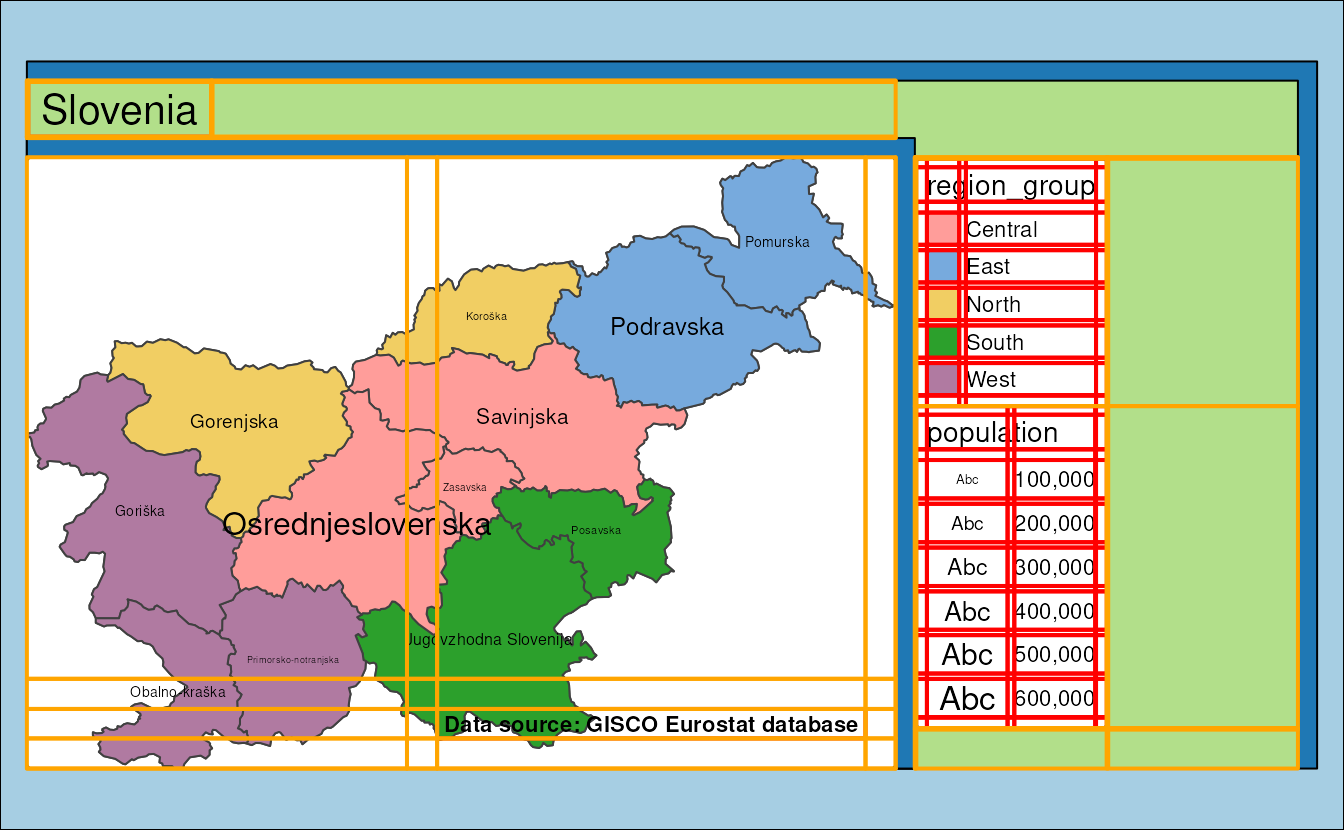 Slovenia
Pomurska
Koroška
Podravska
Gorenjska
Savinjska
Zasavska
Goriška
Osrednjeslovenska
Posavska
Jugovzhodna Slovenija
Primorsko-notranjska
Obalno-kraška
Data source: GISCO Eurostat database
region_group
Central
East
North
South
West
population
Abc 100,000
Abc 200,000
Abc 300,000
Abc 400,000
Abc 500,000
Abc 600,000